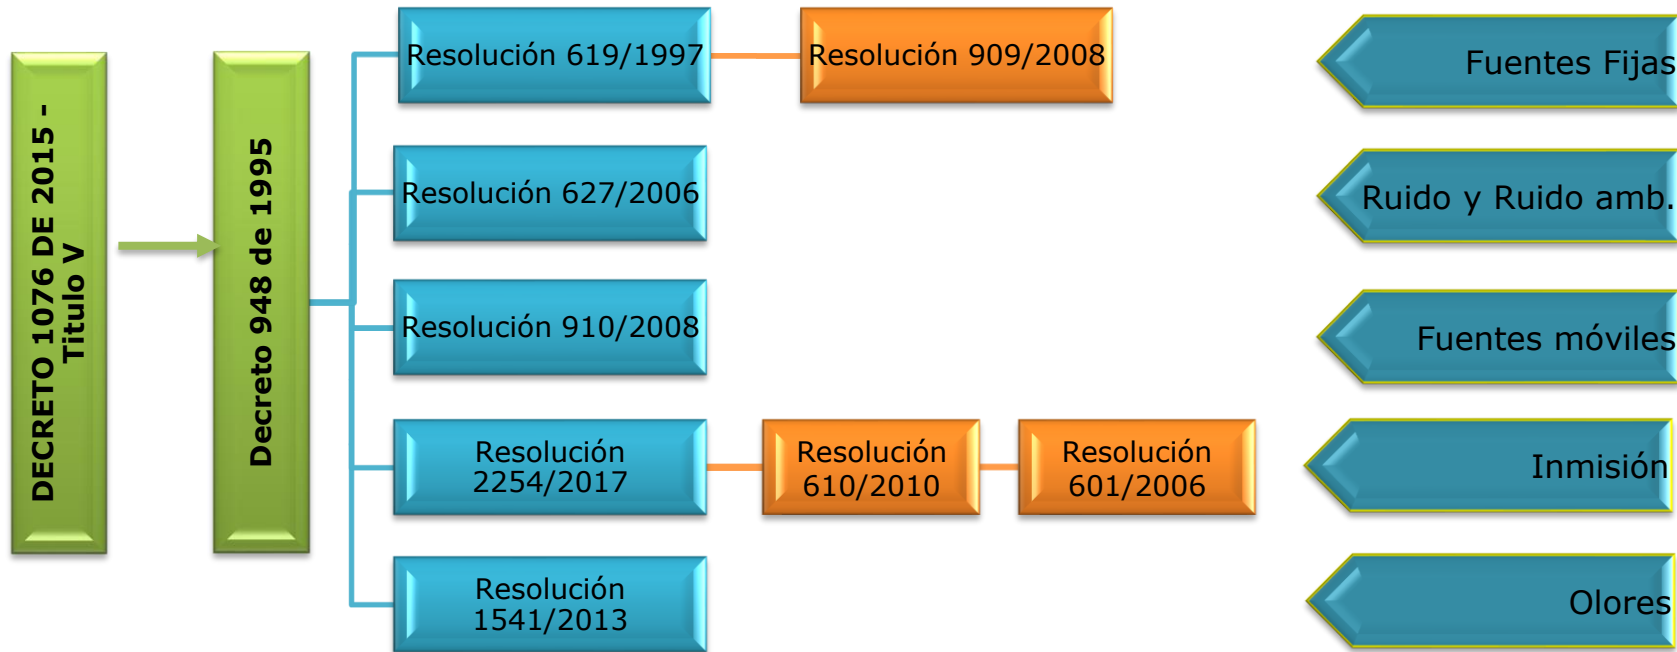 DECRETO 1076 DE 2015 -
Titulo V
Decreto 948 de 1995
Resolución 619/1997
Resolución 909/2008
Fuentes Fijas
Resolución 627/2006
Ruido y Ruido amb.
Resolución 910/2008
Fuentes móviles
Resolución
2254/2017
Resolución
610/2010
Resolución
601/2006
Inmisión
Resolución
1541/2013
Olores